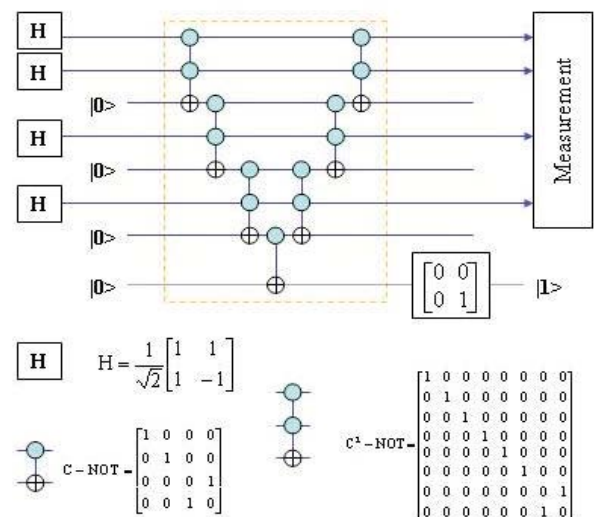 H
H
|0>
H
|0>
H
|0>
|0>
Measurement
[0 0
0 1]
|1>
H
H = 1/√2 [1 1
1 -1]
C-NOT=
[1 0 0 0
0 1 0 0
0 0 0 1
0 0 1 0]
C²-NOT=
[1 0 0 0 0 0 0 0
0 1 0 0 0 0 0 0
0 0 1 0 0 0 0 0
0 0 0 1 0 0 0 0
0 0 0 0 1 0 0 0
0 0 0 0 0 1 0 0
0 0 0 0 0 0 0 1
0 0 0 0 0 0 1 0]